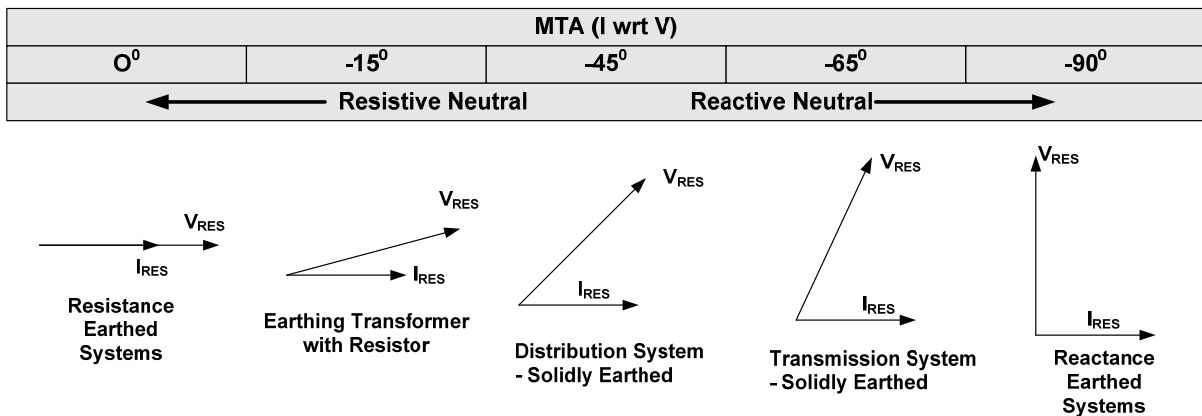 MTA (I wrt V)
O⁰ -15⁰ -45⁰ -65⁰ -90⁰
Resistive Neutral Reactive Neutral
V_RES
I_RES
Resistance
Earthed
Systems
V_RES
I_RES
Earthing Transformer
with Resistor
V_RES
I_RES
Distribution System
- Solidly Earthed
V_RES
I_RES
Transmission System
- Solidly Earthed
V_RES
I_RES
Reactance
Earthed
Systems